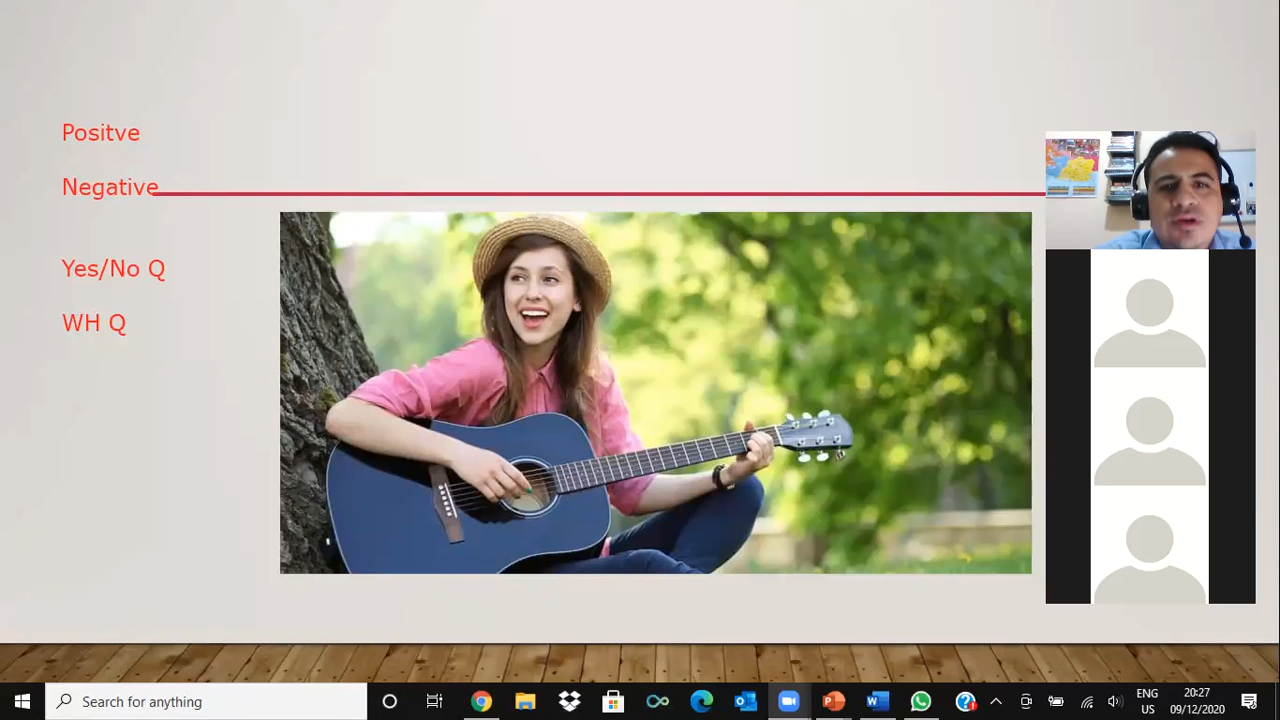 Positve
Negative
Yes/No Q
WH Q
Search for anything
ENG
US
20:27
09/12/2020